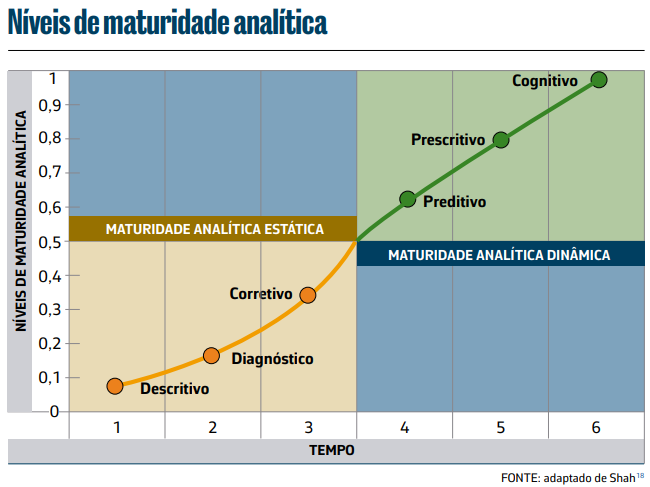 Níveis de maturidade analítica
NÍVEIS DE MATURIDADE ANALÍTICA
1
0,9
0,8
0,7
0,6
0,5
0,4
0,3
0,2
0,1
0
Cognitivo
Prescritivo
Preditivo
MATURIDADE ANALÍTICA ESTÁTICA
MATURIDADE ANALÍTICA DINÂMICA
Corretivo
Diagnóstico
Descritivo
1 2 3 4 5 6
TEMPO
FONTE: adaptado de Shah¹⁸